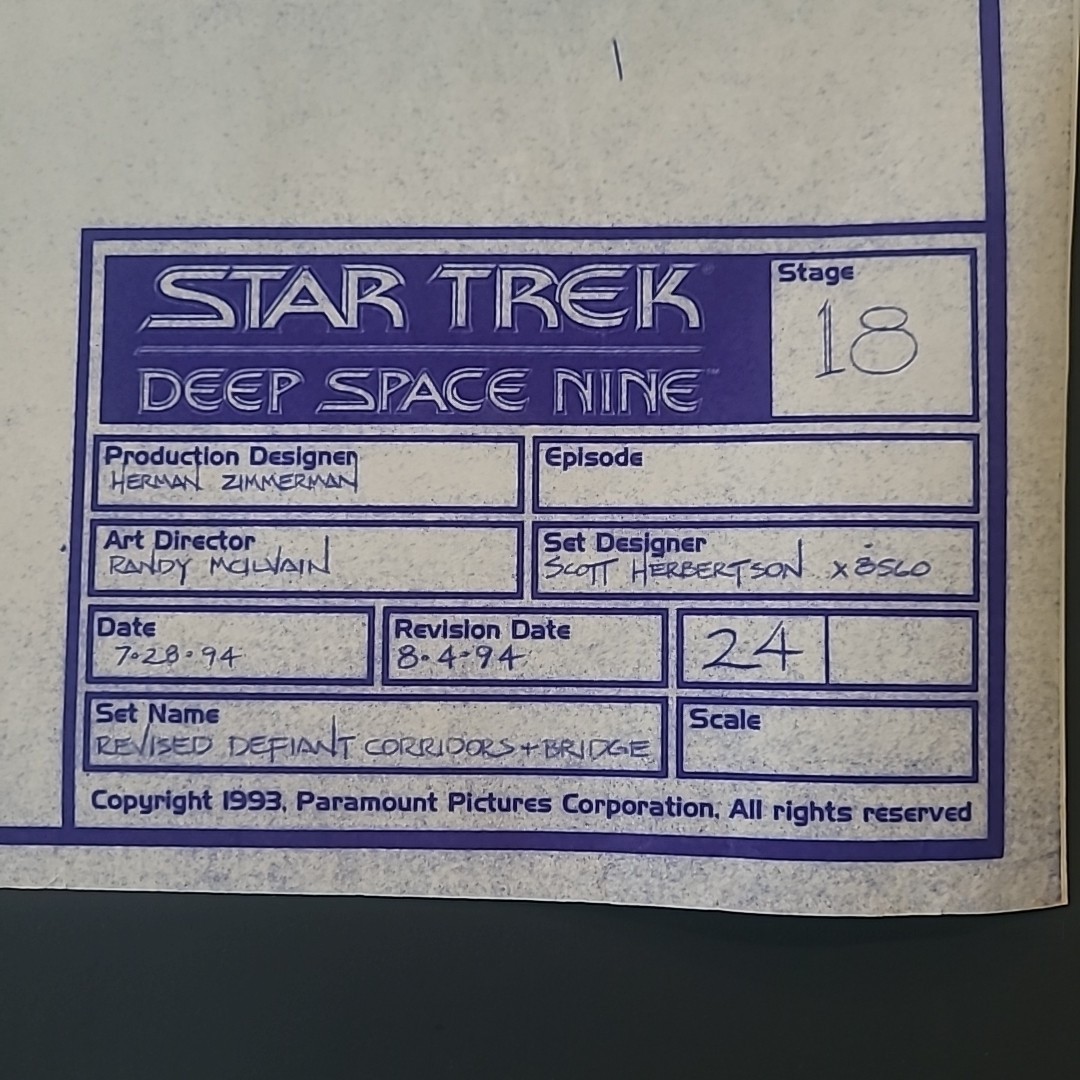 STAR TREK
DEEP SPACE NINE™
Stage
18
Production Designer
HERMAN ZIMMERMAN
Episode
Art Director
RANDY MCILVAIN
Set Designer
SCOTT HERBERTSON x8560
Date
7·28·94
Revision Date
8·4·94
24
Set Name
REVISED DEFIANT CORRIDORS + BRIDGE
Scale
Copyright 1993, Paramount Pictures Corporation, All rights reserved